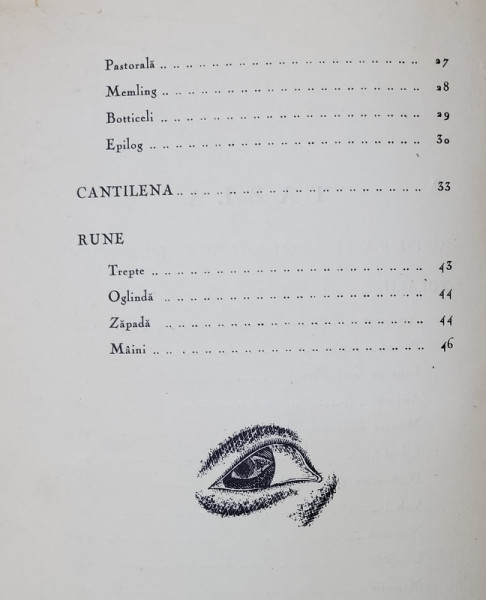 Pastorală .. .. .. .. .. .. .. .. .. .. .. .. .. 27
Memling .. .. .. .. .. .. .. .. .. .. .. .. .. 28
Botticeli .. .. .. .. .. .. .. .. .. .. .. .. .. 29
Epilog .. .. .. .. .. .. .. .. .. .. .. .. .. 30
CANTILENA .. .. .. .. .. .. .. .. .. .. .. .. 33
RUNE
Trepte .. .. .. .. .. .. .. .. .. .. .. .. .. 43
Oglindă .. .. .. .. .. .. .. .. .. .. .. .. .. 44
Zăpadă .. .. .. .. .. .. .. .. .. .. .. .. .. 44
Mâini .. .. .. .. .. .. .. .. .. .. .. .. .. 46